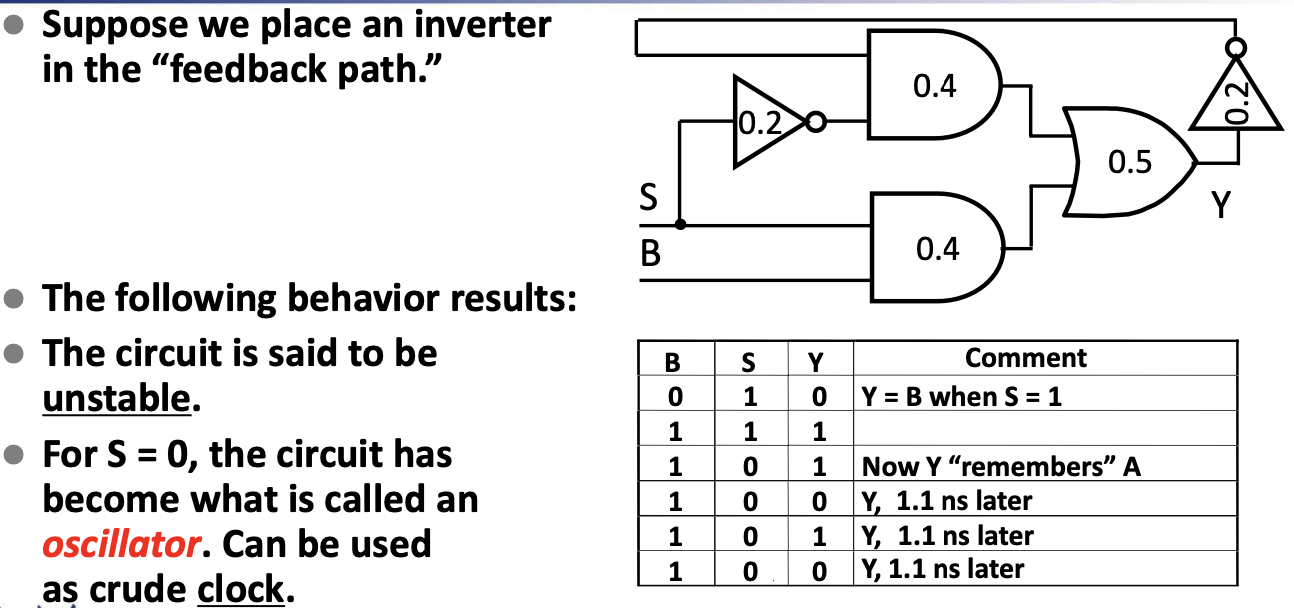 ● Suppose we place an inverter
in the “feedback path.”
● The following behavior results:
● The circuit is said to be
unstable.
● For S = 0, the circuit has
become what is called an
oscillator. Can be used
as crude clock.
0.4
0.2
0.2
0.5
S
Y
B
0.4
B S Y Comment
0 1 0 Y = B when S = 1
1 1 1
1 0 1 Now Y “remembers” A
1 0 0 Y, 1.1 ns later
1 0 1 Y, 1.1 ns later
1 0 0 Y, 1.1 ns later